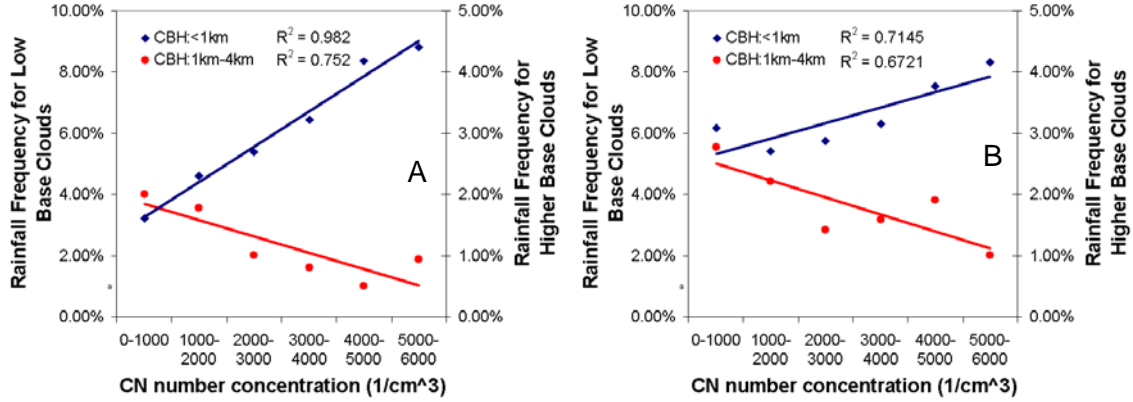 Rainfall Frequency for Low
Base Clouds
10.00%
8.00%
6.00%
4.00%
2.00%
0.00%
CBH:<1km R² = 0.982
CBH:1km-4km R² = 0.752
A
5.00%
4.00%
3.00%
2.00%
1.00%
0.00%
Rainfall Frequency for
Higher Base Clouds
a
0-1000 1000- 2000- 3000- 4000- 5000-
2000 3000 4000 5000 6000
CN number concentration (1/cm^3)
Rainfall Frequency for Low
Base Clouds
10.00%
8.00%
6.00%
4.00%
2.00%
0.00%
CBH:<1km R² = 0.7145
CBH:1km-4km R² = 0.6721
B
5.00%
4.00%
3.00%
2.00%
1.00%
0.00%
Rainfall Frequency for
Higher Base Clouds
a
0-1000 1000- 2000- 3000- 4000- 5000-
2000 3000 4000 5000 6000
CN number concentration (1/cm^3)